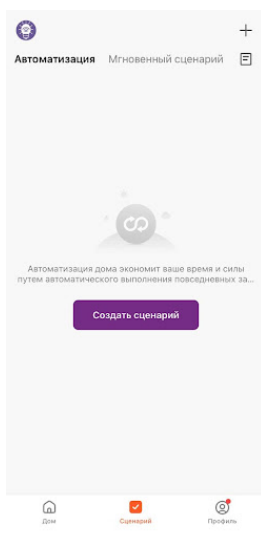 Автоматизация Мгновенный сценарий
Автоматизация дома экономит ваше время и силы
путем автоматического выполнения повседневных за...
Создать сценарий
Дом Сценарий Профиль